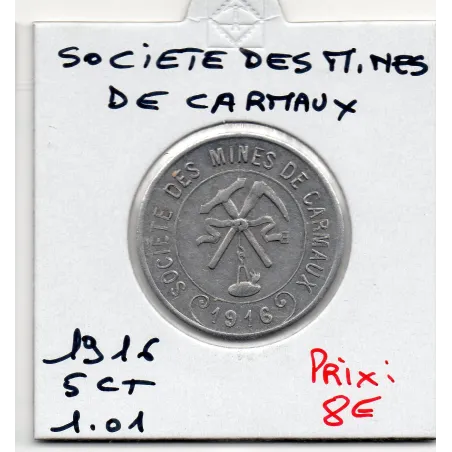 SOCIETE DES MINES
DE CARMAUX
SOCIETE DES MINES DE CARMAUX
1916
1916
5 CT
1.01
Prix:
8€